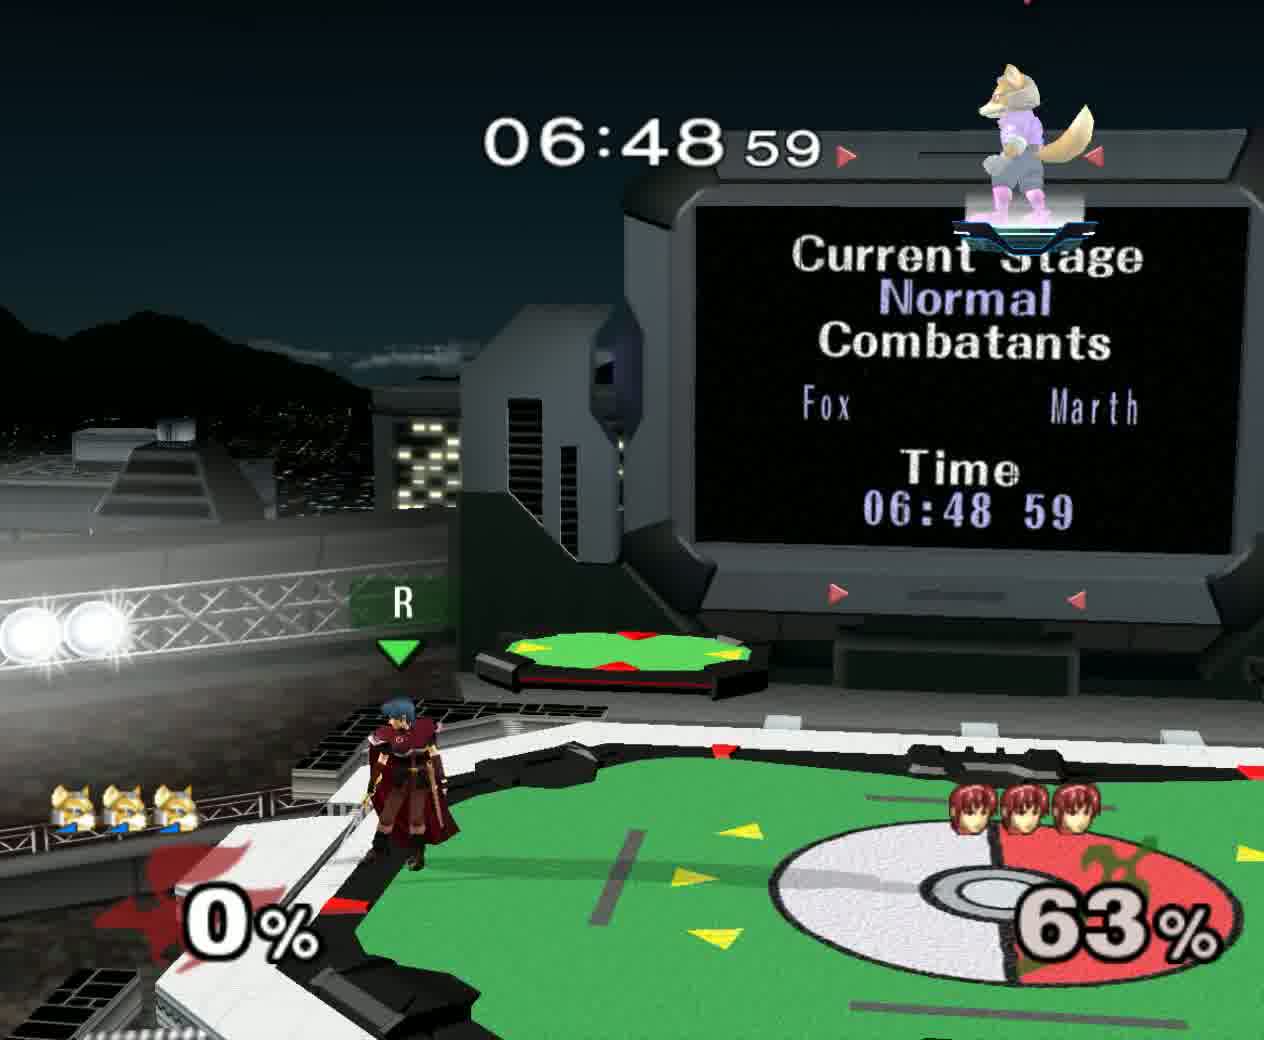 06:48 59
Current Stage
Normal
Combatants
Fox Marth
Time
06:48 59
R
0% 63%